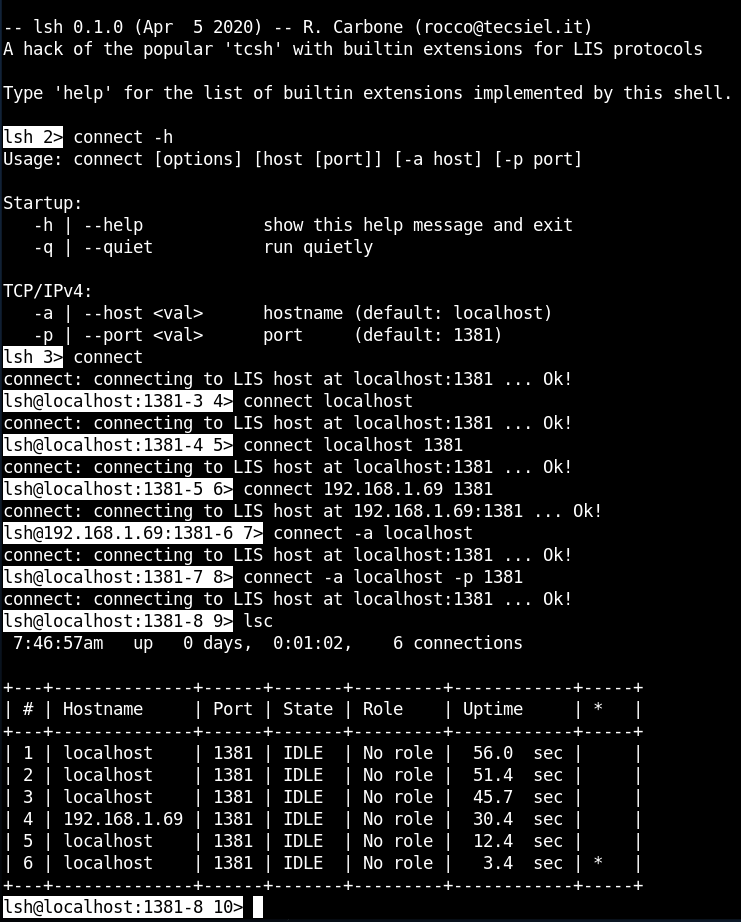 -- lsh 0.1.0 (Apr  5 2020) -- R. Carbone (rocco@tecsiel.it)
A hack of the popular 'tcsh' with builtin extensions for LIS protocols

Type 'help' for the list of builtin extensions implemented by this shell.

lsh 2> connect -h
Usage: connect [options] [host [port]] [-a host] [-p port]

Startup:
   -h | --help            show this help message and exit
   -q | --quiet           run quietly

TCP/IPv4:
   -a | --host <val>      hostname (default: localhost)
   -p | --port <val>      port     (default: 1381)
lsh 3> connect
connect: connecting to LIS host at localhost:1381 ... Ok!
lsh@localhost:1381-3 4> connect localhost
connect: connecting to LIS host at localhost:1381 ... Ok!
lsh@localhost:1381-4 5> connect localhost 1381
connect: connecting to LIS host at localhost:1381 ... Ok!
lsh@localhost:1381-5 6> connect 192.168.1.69 1381
connect: connecting to LIS host at 192.168.1.69:1381 ... Ok!
lsh@192.168.1.69:1381-6 7> connect -a localhost
connect: connecting to LIS host at localhost:1381 ... Ok!
lsh@localhost:1381-7 8> connect -a localhost -p 1381
connect: connecting to LIS host at localhost:1381 ... Ok!
lsh@localhost:1381-8 9> lsc
 7:46:57am   up   0 days,  0:01:02,    6 connections

+---+--------------+------+-------+---------+------------+-----+
| # | Hostname     | Port | State | Role    | Uptime     | *   |
+---+--------------+------+-------+---------+------------+-----+
| 1 | localhost    | 1381 | IDLE  | No role |  56.0  sec |     |
| 2 | localhost    | 1381 | IDLE  | No role |  51.4  sec |     |
| 3 | localhost    | 1381 | IDLE  | No role |  45.7  sec |     |
| 4 | 192.168.1.69 | 1381 | IDLE  | No role |  30.4  sec |     |
| 5 | localhost    | 1381 | IDLE  | No role |  12.4  sec |     |
| 6 | localhost    | 1381 | IDLE  | No role |   3.4  sec | *   |
+---+--------------+------+-------+---------+------------+-----+
lsh@localhost:1381-8 10>